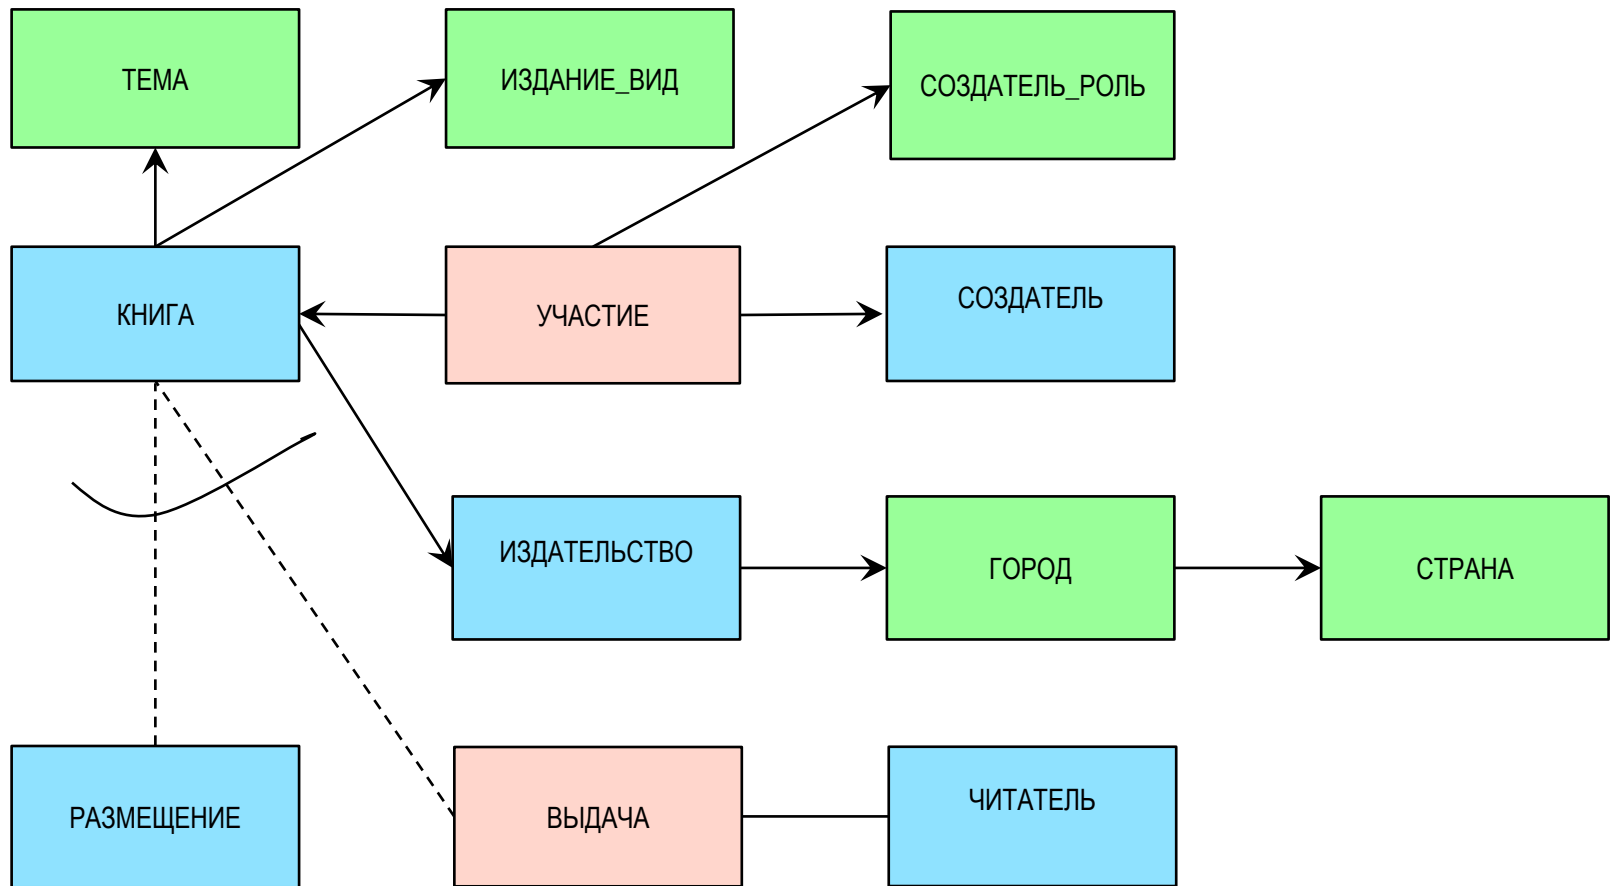 ТЕМА
ИЗДАНИЕ_ВИД
СОЗДАТЕЛЬ_РОЛЬ
КНИГА
УЧАСТИЕ
СОЗДАТЕЛЬ
ИЗДАТЕЛЬСТВО
ГОРОД
СТРАНА
РАЗМЕЩЕНИЕ
ВЫДАЧА
ЧИТАТЕЛЬ